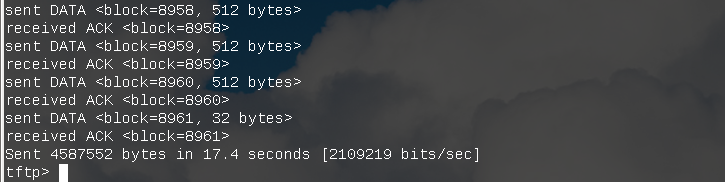 sent DATA <block=8958, 512 bytes>
received ACK <block=8958>
sent DATA <block=8959, 512 bytes>
received ACK <block=8959>
sent DATA <block=8960, 512 bytes>
received ACK <block=8960>
sent DATA <block=8961, 32 bytes>
received ACK <block=8961>
Sent 4587552 bytes in 17.4 seconds [2109219 bits/sec]
tftp>